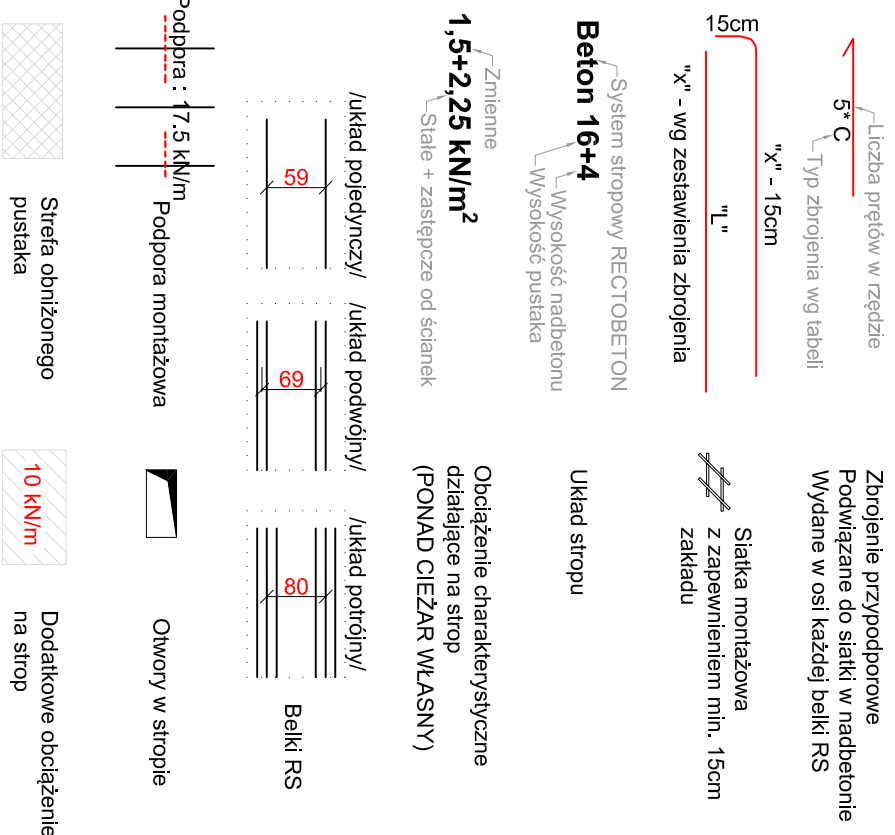 Liczba prętów w rzędzie
5* C
Typ zbrojenia wg tabeli
Zbrojenie przypodporowe
Podwiązane do siatki w nadbetonie
Wydane w osi każdej belki RS
15cm
"x" - 15cm
"L"
"x" - wg zestawienia zbrojenia
Siatka montażowa
z zapewnieniem min. 15cm
zakładu
System stropowy RECTOBETON
Beton 16+4
Wysokość nadbetonu
Wysokość pustaka
Układ stropu
Zmienne
1,5+2,25 kN/m²
Stałe + zastępcze od ścianek
Obciążenie charakterystyczne
działające na strop
(PONAD CIEŻAR WŁASNY)
/układ pojedynczy/
59
/układ podwójny/
69
/układ potrójny/
80
Belki RS
Podpora : 17.5 kN/m
Podpora montażowa
Otwory w stropie
Strefa obniżonego
pustaka
10 kN/m
Dodatkowe obciążenie
na strop